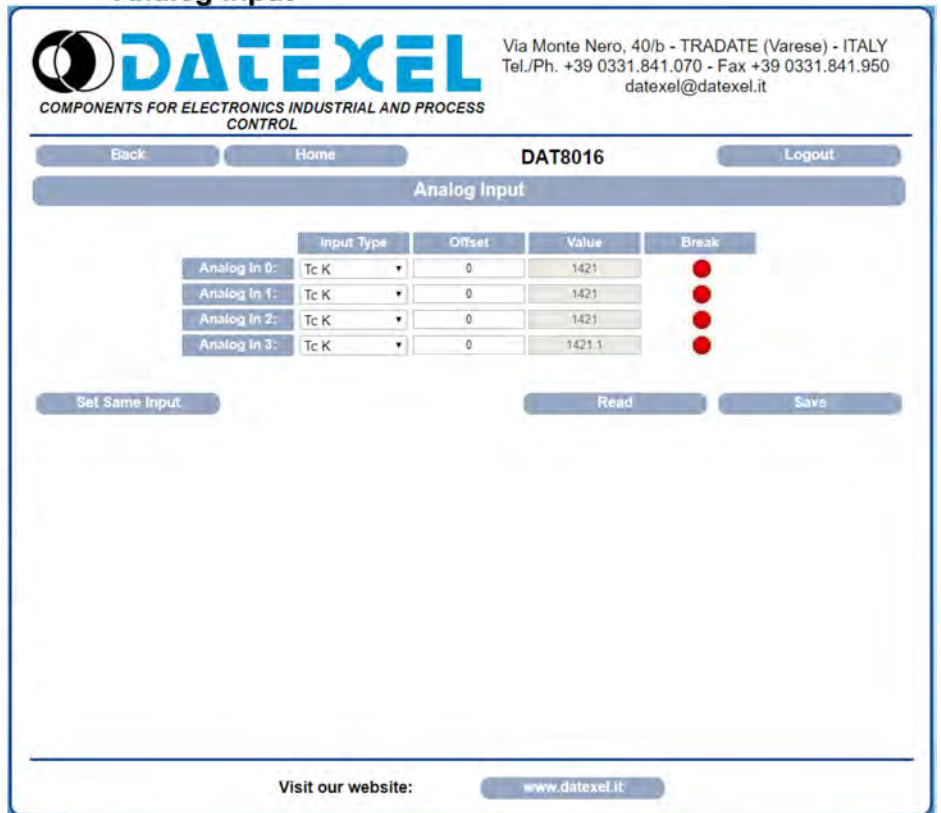 Analog Input
DATEXEL
COMPONENTS FOR ELECTRONICS INDUSTRIAL AND PROCESS
CONTROL
Via Monte Nero, 40/b - TRADATE (Varese) - ITALY
Tel./Ph. +39 0331.841.070 - Fax +39 0331.841.950
datexel@datexel.it
Back Home DAT8016 Logout
Analog Input
Input Type Offset Value Break
Analog In 0: Tc K 0 1421
Analog In 1: Tc K 0 1421
Analog In 2: Tc K 0 1421
Analog In 3: Tc K 0 1421.1
Set Same Input Read Save
Visit our website: www.datexel.it